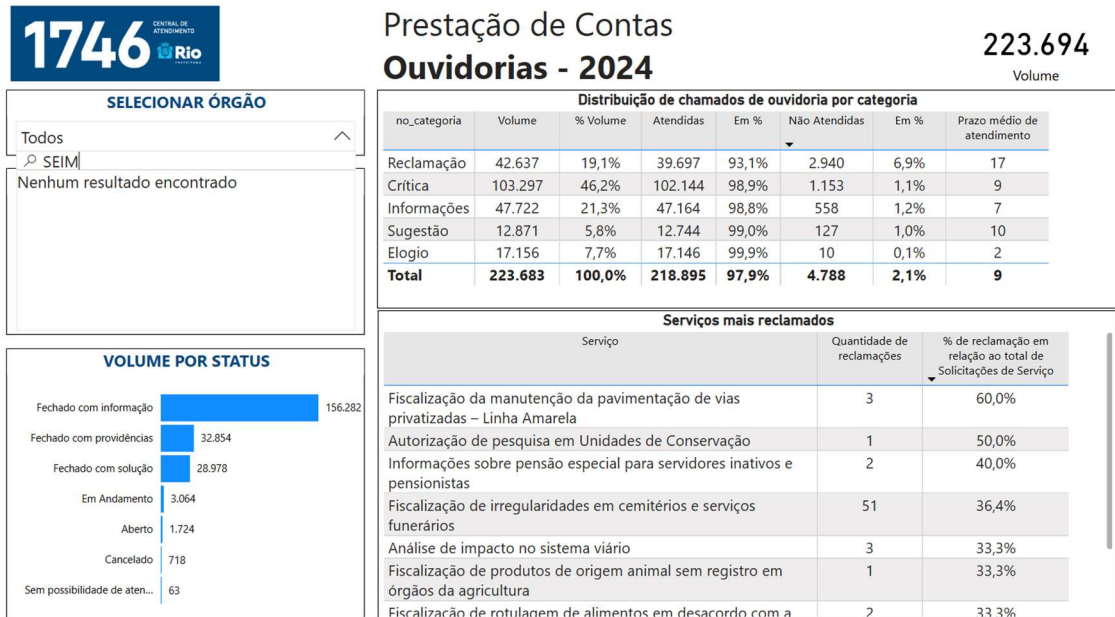 1746
CENTRAL DE
ATENDIMENTO
Rio
PREFEITURA
Prestação de Contas
Ouvidorias - 2024
223.694
Volume
SELECIONAR ÓRGÃO
Todos
SEIM
Nenhum resultado encontrado
Distribuição de chamados de ouvidoria por categoria
no_categoria Volume % Volume Atendidas Em % Não Atendidas Em % Prazo médio de
atendimento
Reclamação 42.637 19,1% 39.697 93,1% 2.940 6,9% 17
Crítica 103.297 46,2% 102.144 98,9% 1.153 1,1% 9
Informações 47.722 21,3% 47.164 98,8% 558 1,2% 7
Sugestão 12.871 5,8% 12.744 99,0% 127 1,0% 10
Elogio 17.156 7,7% 17.146 99,9% 10 0,1% 2
Total 223.683 100,0% 218.895 97,9% 4.788 2,1% 9
VOLUME POR STATUS
Fechado com informação 156.282
Fechado com providências 32.854
Fechado com solução 28.978
Em Andamento 3.064
Aberto 1.724
Cancelado 718
Sem possibilidade de aten... 63
Serviços mais reclamados
Serviço Quantidade de % de reclamação em
reclamações relação ao total de
Solicitações de Serviço
Fiscalização da manutenção da pavimentação de vias 3 60,0%
privatizadas – Linha Amarela
Autorização de pesquisa em Unidades de Conservação 1 50,0%
Informações sobre pensão especial para servidores inativos e 2 40,0%
pensionistas
Fiscalização de irregularidades em cemitérios e serviços 51 36,4%
funerários
Análise de impacto no sistema viário 3 33,3%
Fiscalização de produtos de origem animal sem registro em 1 33,3%
órgãos da agricultura
Fiscalização de rotulagem de alimentos em desacordo com a 2 33,3%